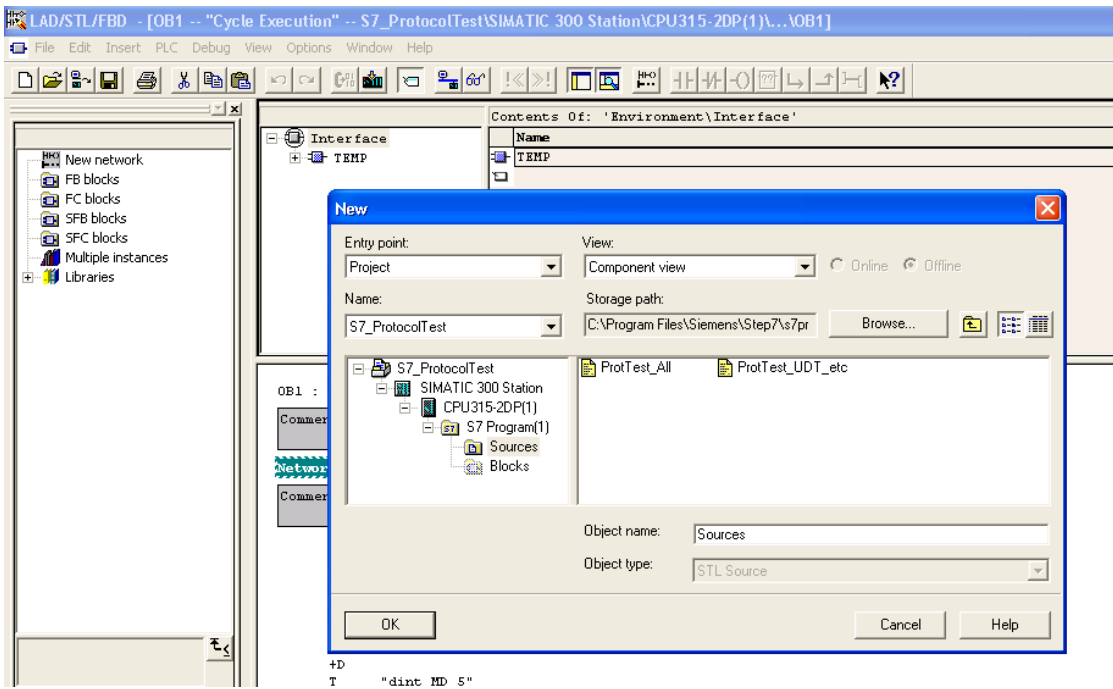 LAD/STL/FBD - [OB1 -- "Cycle Execution" -- S7_ProtocolTest\SIMATIC 300 Station\CPU315-2DP(1)\...\OB1]
File Edit Insert PLC Debug View Options Window Help
New network
FB blocks
FC blocks
SFB blocks
SFC blocks
Multiple instances
Libraries
Contents Of: 'Environment\Interface'
Interface
TEMP
Name
TEMP
New
Entry point:
View:
Project
Component view
Online
Offline
Name:
Storage path:
S7_ProtocolTest
C:\Program Files\Siemens\Step7\s7pr
Browse...
S7_ProtocolTest
SIMATIC 300 Station
CPU315-2DP(1)
S7 Program(1)
Sources
Blocks
ProtTest_All
ProtTest_UDT_etc
Object name:
Sources
Object type:
STL Source
OK
Cancel
Help
OB1 :
Commer
Networ
Commer
+D
T "dint MD 5"